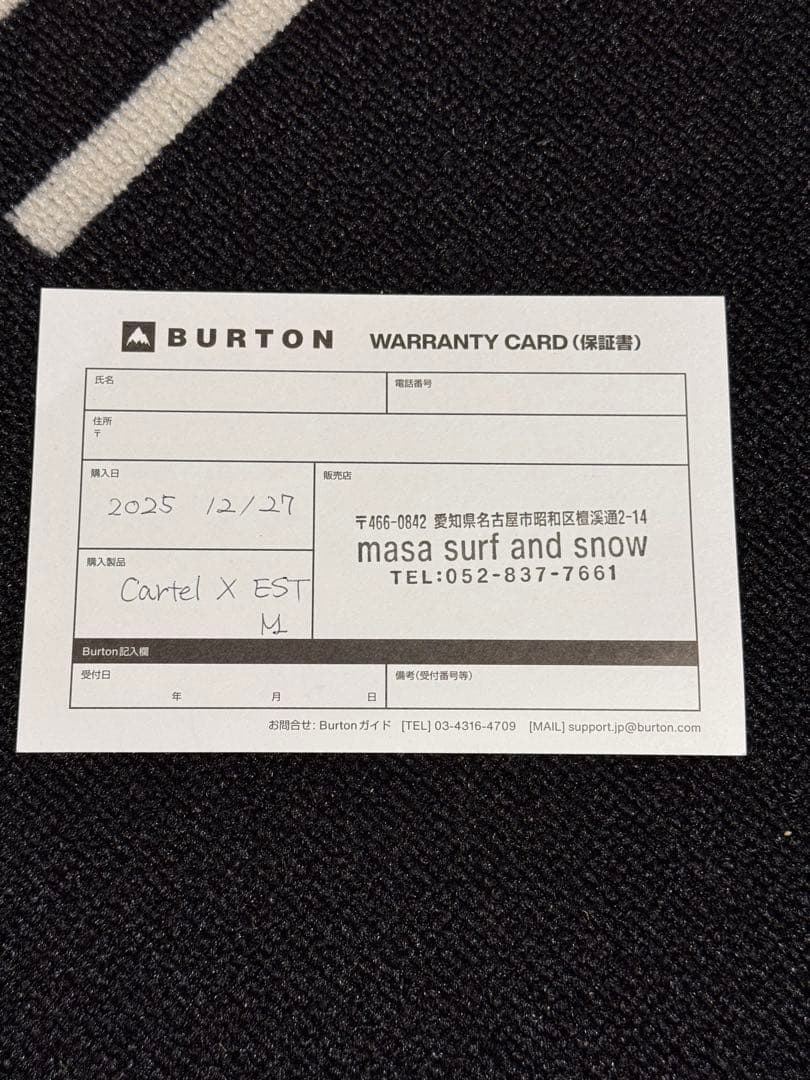 BURTON WARRANTY CARD(保証書)
氏名
電話番号
住所
〒
購入日
2025 12/27
販売店
〒466-0842 愛知県名古屋市昭和区檀溪通2-14
masa surf and snow
TEL:052-837-7661
購入製品
Cartel X EST
M
Burton記入欄
受付日
年 月 日
備考(受付番号等)
お問合せ: Burtonガイド [TEL] 03-4316-4709 [MAIL] support.jp@burton.com